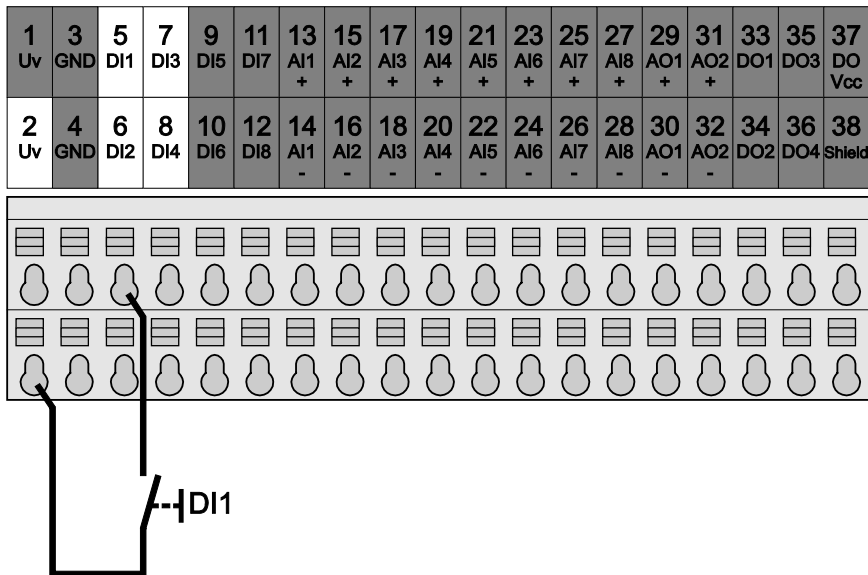 1 3 5 7 9 11 13 15 17 19 21 23 25 27 29 31 33 35 37
Uv GND DI1 DI3 DI5 DI7 AI1 AI2 AI3 AI4 AI5 AI6 AI7 AI8 AO1 AO2 DO1 DO3 DO
+ + + + + + + + + + Vcc
2 4 6 8 10 12 14 16 18 20 22 24 26 28 30 32 34 36 38
Uv GND DI2 DI4 DI6 DI8 AI1 AI2 AI3 AI4 AI5 AI6 AI7 AI8 AO1 AO2 DO2 DO4 Shield
- - - - - - - - - -
DI1